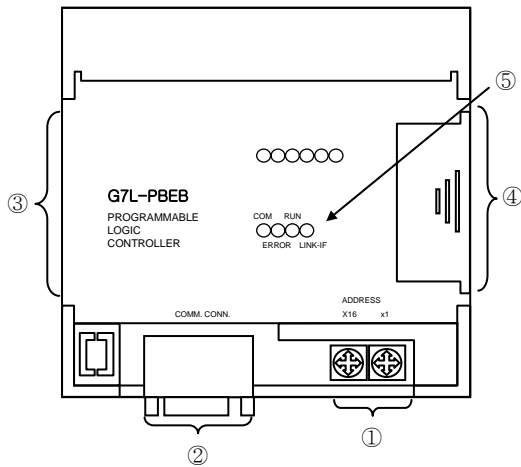 ⑤
③
④
G7L-PBEB
PROGRAMMABLE
LOGIC
CONTROLLER
COM RUN
ERROR LINK-IF
ADDRESS
COMM. CONN.
X16 x1
①
②